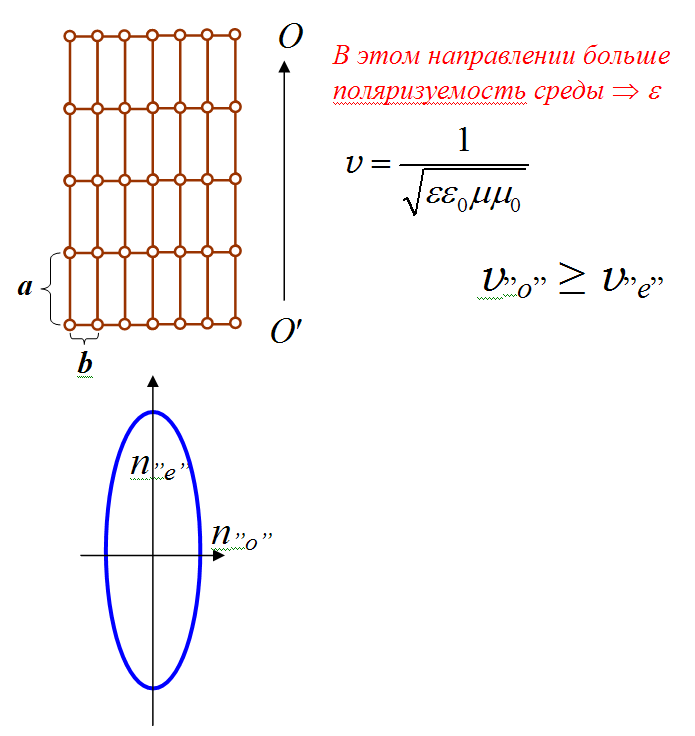 O
В этом направлении больше
поляризуемость среды ⇒ ε
υ = 1 / √(εε₀μμ₀)
υ”o” ≥ υ”e”
a
O′
b
n”e”
n”o”